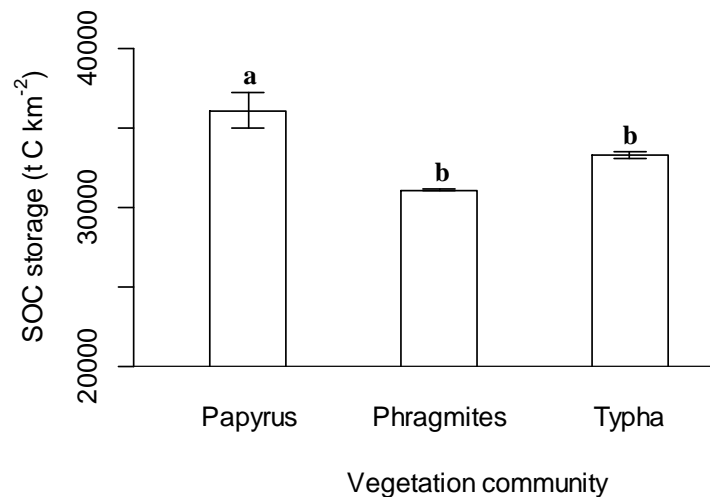 40000
30000
20000
SOC storage (t C km⁻²)
a
b
b
Papyrus
Phragmites
Typha
Vegetation community